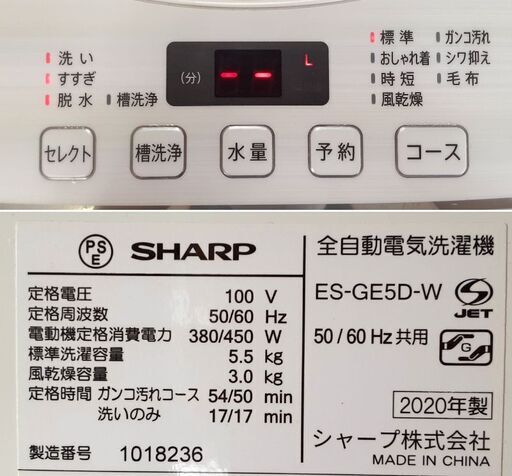 洗い
すすぎ
脱水 槽洗浄
(分) -- L
標準 ガンコ汚れ
おしゃれ着 シワ抑え
時短 毛布
風乾燥
セレクト 槽洗浄 水量 予約 コース
PSE SHARP
定格電圧 100 V
定格周波数 50/60 Hz
電動機定格消費電力 380/450 W
標準洗濯容量 5.5 kg
風乾燥容量 3.0 kg
定格時間 ガンコ汚れコース 54/50 min
洗いのみ 17/17 min
製造番号 1018236
全自動電気洗濯機
ES-GE5D-W S JET
50/60 Hz共用 G
2020年製
シャープ株式会社
MADE IN CHINA